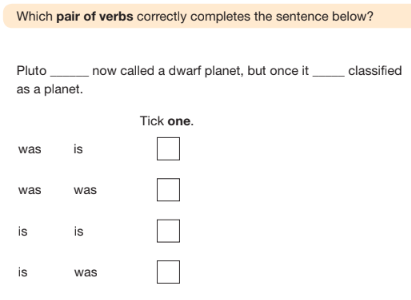 Which pair of verbs correctly completes the sentence below?
Pluto ______ now called a dwarf planet, but once it _____ classified
as a planet.
Tick one.
was is
was was
is is
is was